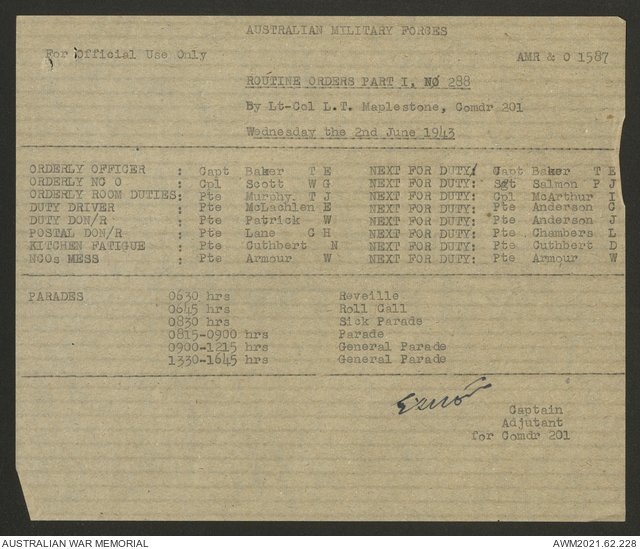 AUSTRALIAN MILITARY FORCES
For Official Use Only AMR & O 1587
ROUTINE ORDERS PART I. NO 288
By Lt-Col L.T. Maplestone, Comdr 201
Wednesday the 2nd June 1943
ORDERLY OFFICER : Capt Baker T E NEXT FOR DUTY: Capt Baker T E
ORDERLY NCO : Cpl Scott W G NEXT FOR DUTY: Sgt Salmon P J
ORDERLY ROOM DUTIES: Pte Murphy T J NEXT FOR DUTY: Cpl McArthur I
DUTY DRIVER : Pte McLachlen E NEXT FOR DUTY: Pte Anderson C
DUTY DON/R : Pte Patrick W NEXT FOR DUTY: Pte Anderson J
POSTAL DON/R : Pte Lane C H NEXT FOR DUTY: Pte Chambers L
KITCHEN FATIGUE : Pte Cuthbert N NEXT FOR DUTY: Pte Cuthbert D
NCOs MESS : Pte Armour W NEXT FOR DUTY: Pte Armour W
PARADES 0630 hrs Reveille
0645 hrs Roll Call
0830 hrs Sick Parade
0815-0900 hrs Parade
0900-1215 hrs General Parade
1330-1645 hrs General Parade
Captain
Adjutant
for Comdr 201
AUSTRALIAN WAR MEMORIAL AWM2021.62.228